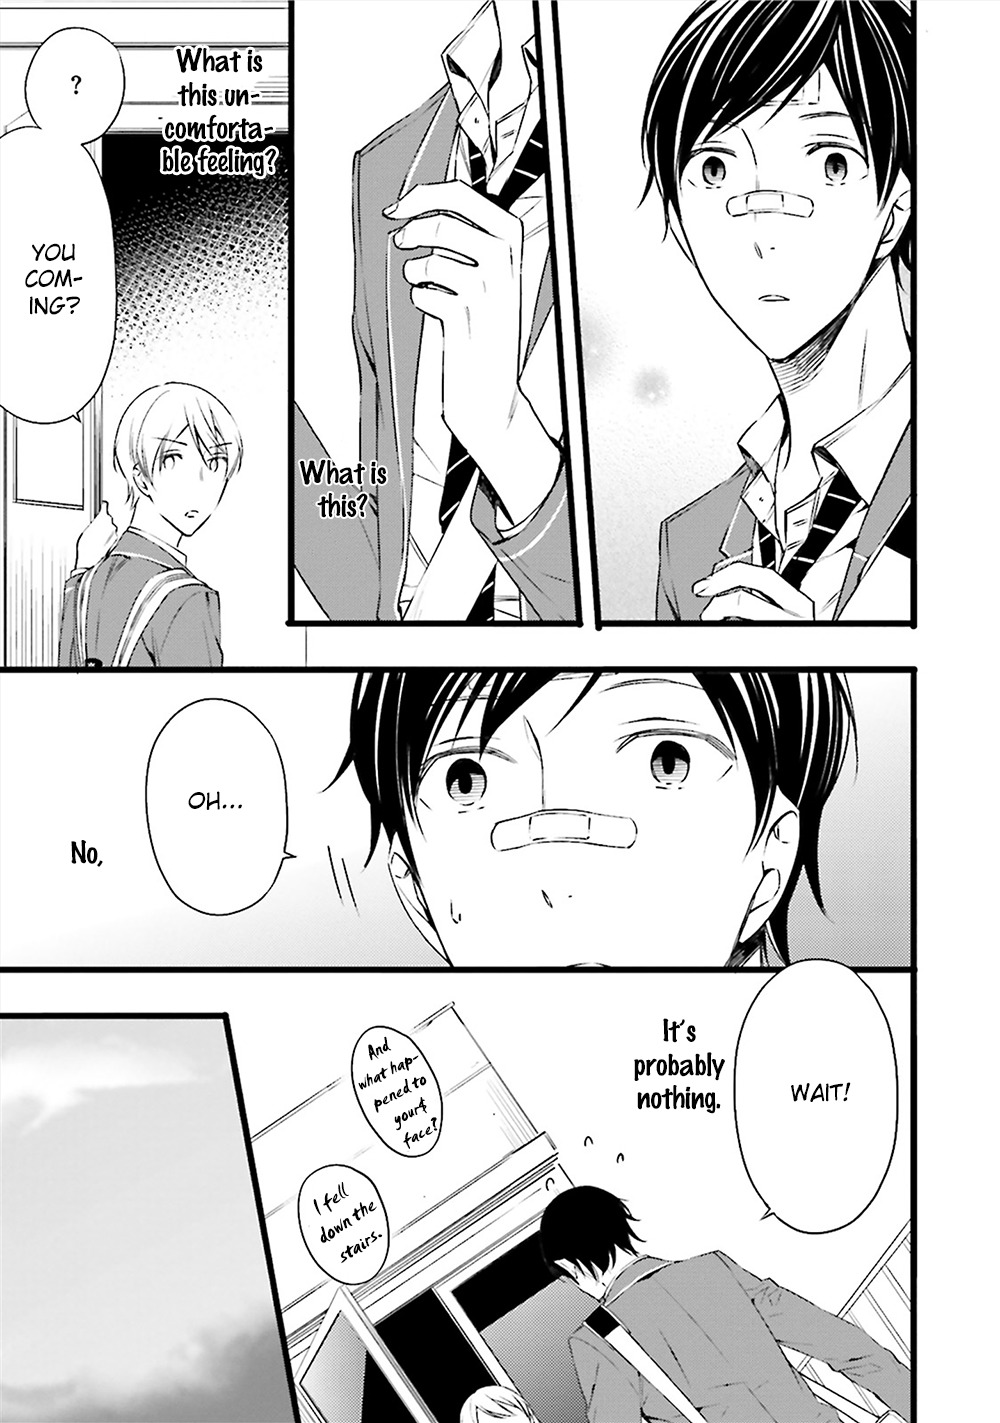 What is
this?
What is
this un-
comforta-
ble feeling?
?
YOU
COM-
ING?
OH...
No,
WAIT!
It's
probably
nothing.
And
what hap-
pened to
your4
face?
I fell
down the
stairs.